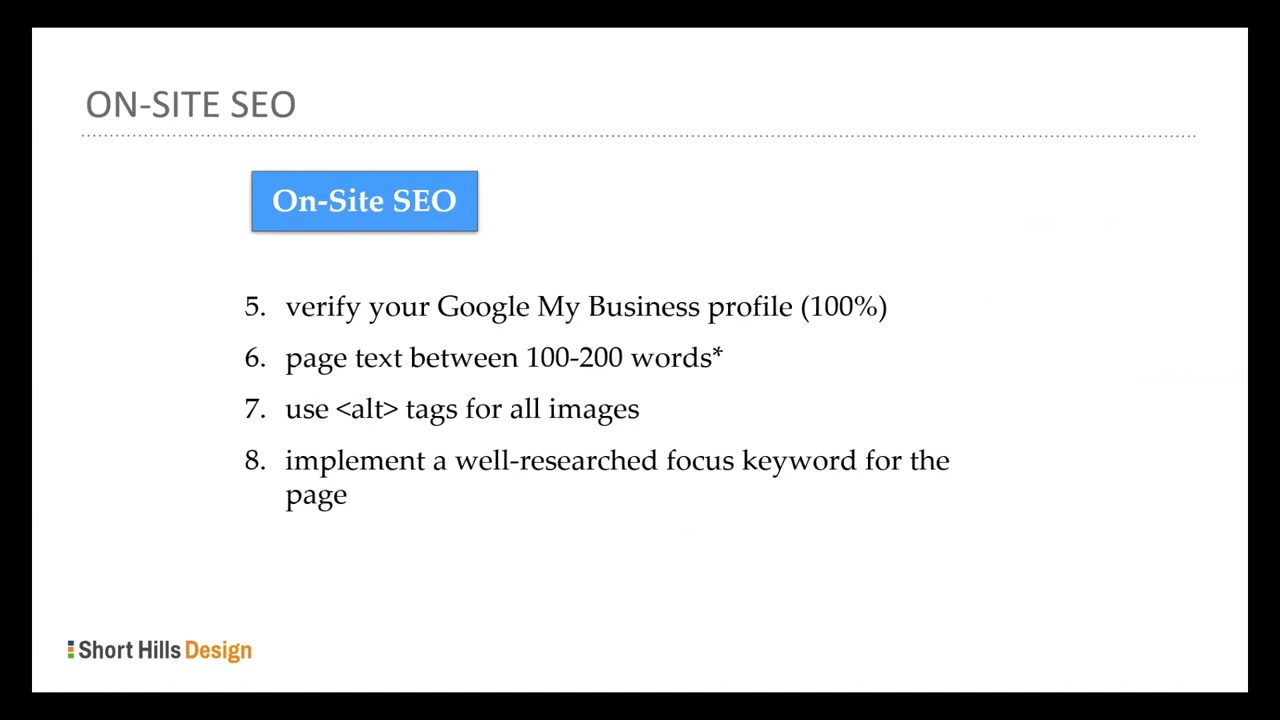 ON-SITE SEO
On-Site SEO
5. verify your Google My Business profile (100%)
6. page text between 100-200 words*
7. use <alt> tags for all images
8. implement a well-researched focus keyword for the
page
Short Hills Design